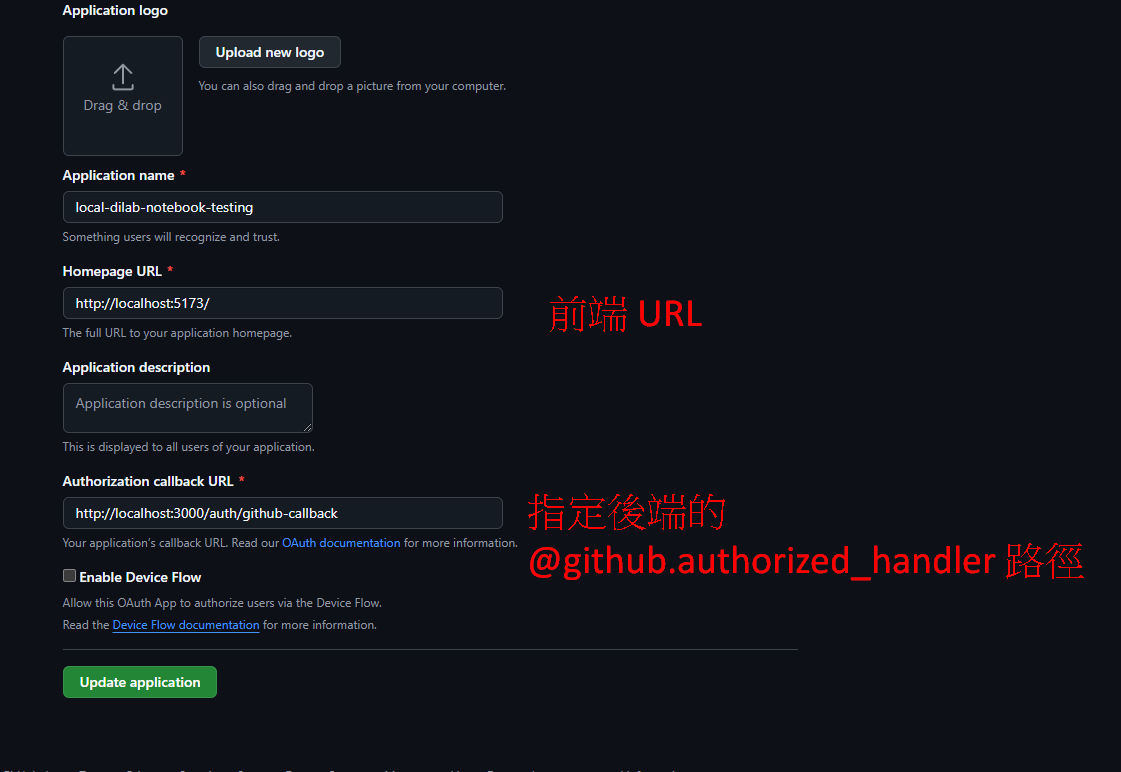 Application logo
Upload new logo
Drag & drop
You can also drag and drop a picture from your computer.
Application name *
local-dilab-notebook-testing
Something users will recognize and trust.
Homepage URL *
http://localhost:5173/
前端 URL
The full URL to your application homepage.
Application description
Application description is optional
This is displayed to all users of your application.
Authorization callback URL *
http://localhost:3000/auth/github-callback
指定後端的
@github.authorized_handler 路徑
Your application's callback URL. Read our OAuth documentation for more information.
Enable Device Flow
Allow this OAuth App to authorize users via the Device Flow.
Read the Device Flow documentation for more information.
Update application